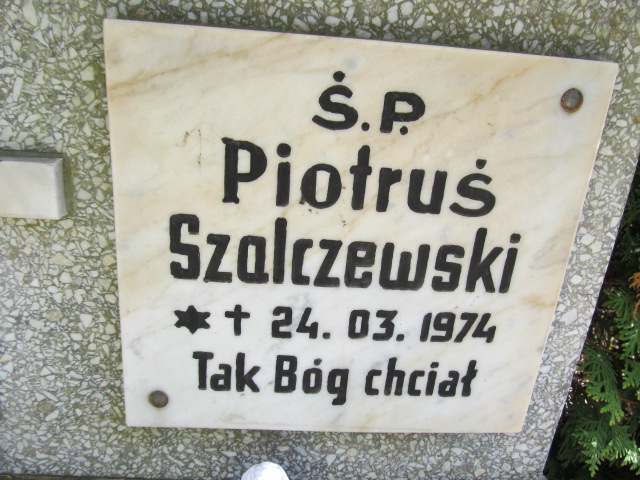 Ś.P.
Piotruś
Szalczewski
✶ † 24. 03. 1974
Tak Bóg chciał